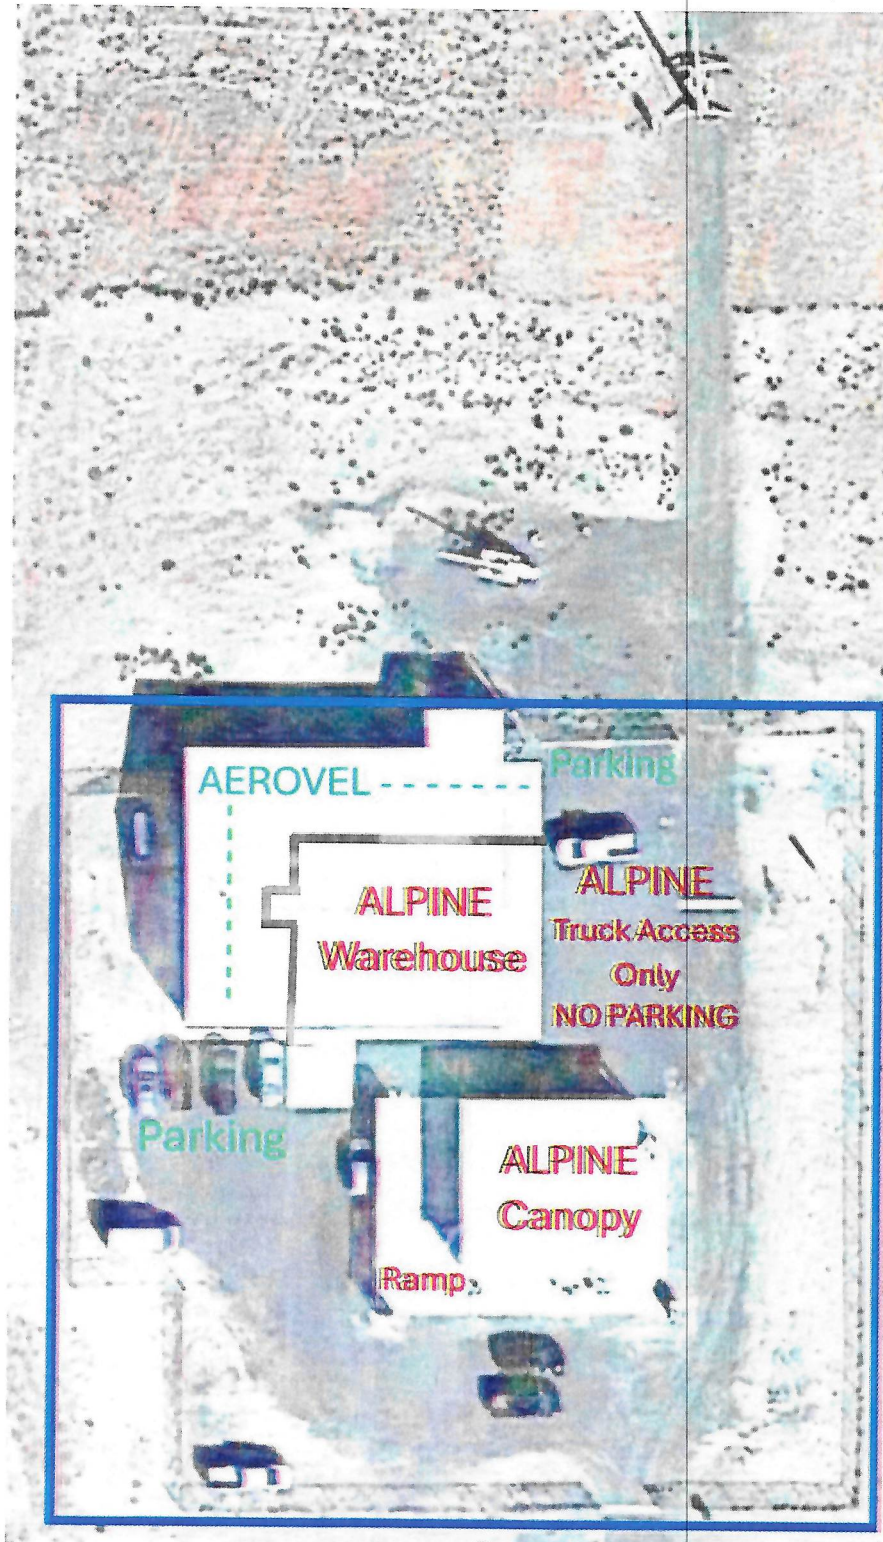 AEROVEL
Parking
ALPINE
Warehouse
ALPINE
Truck Access
Only
NO PARKING
Parking
ALPINE
Canopy
Ramp